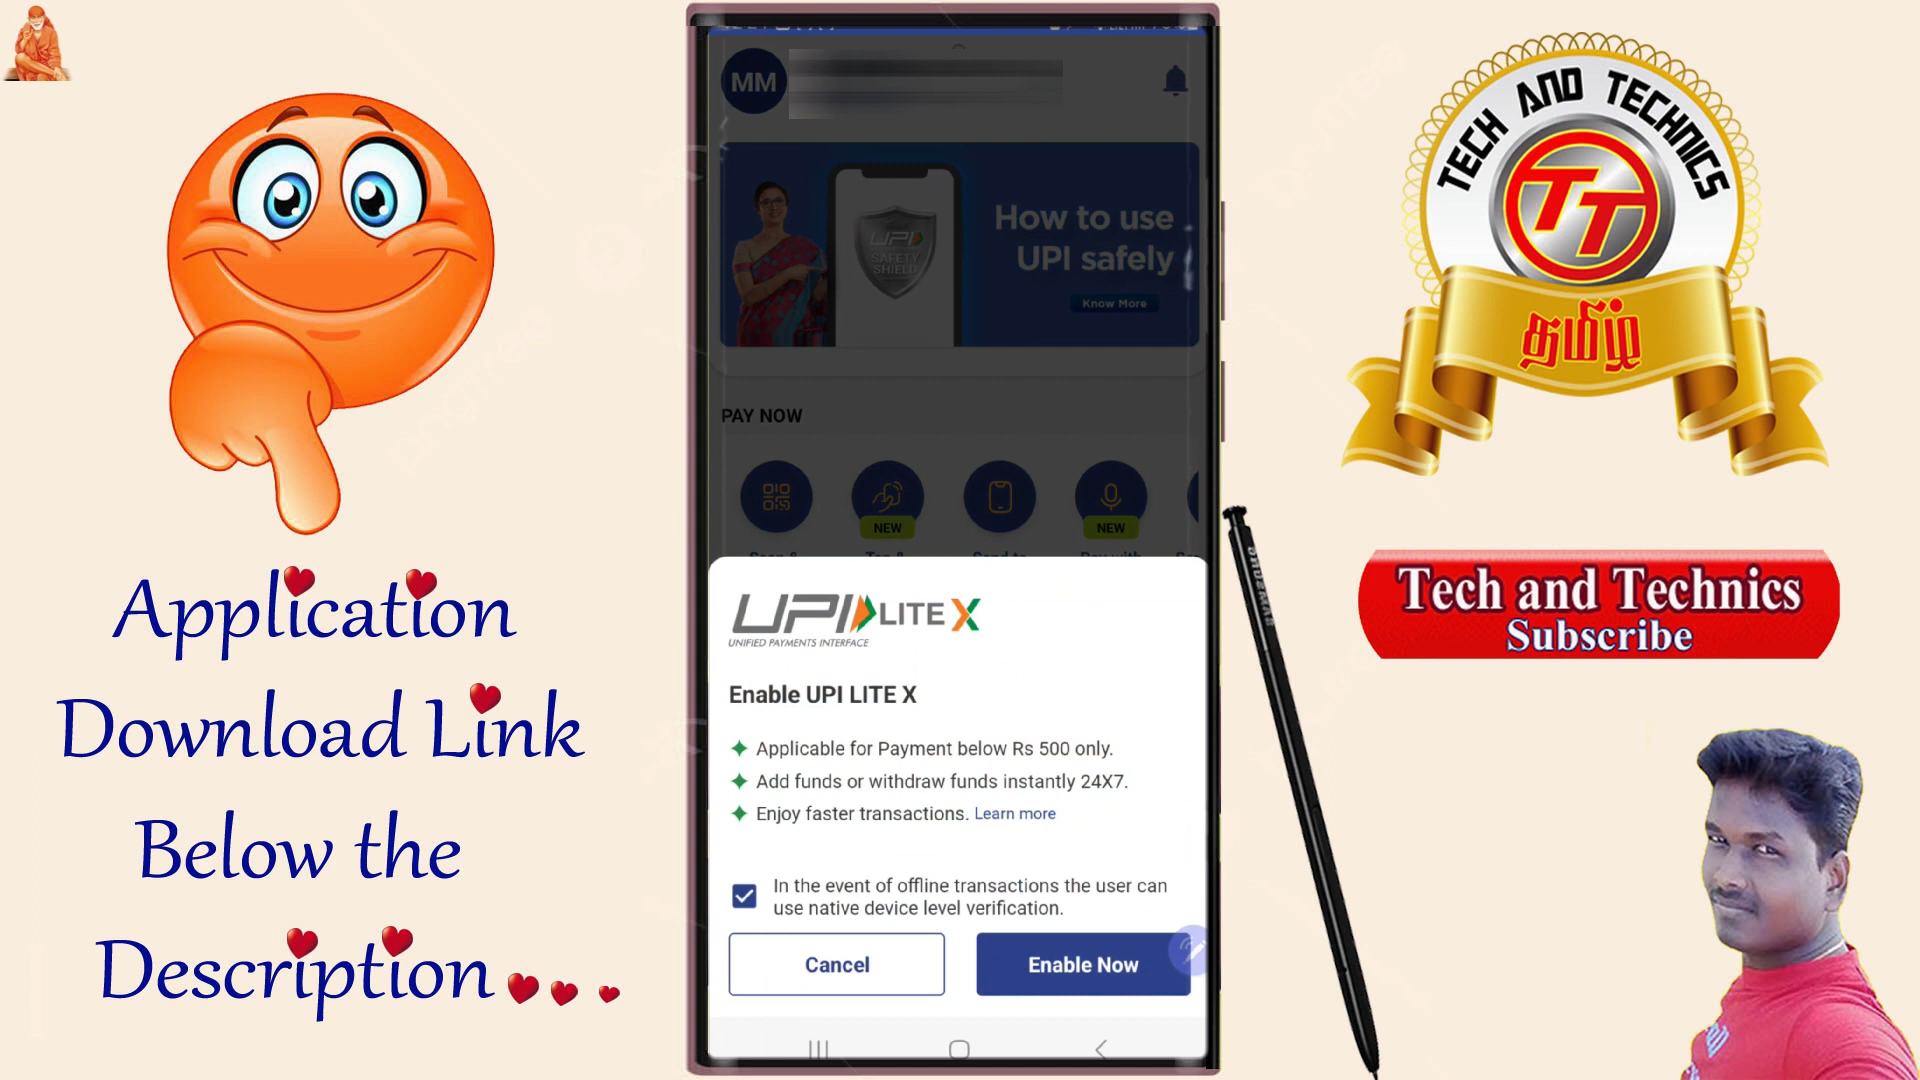 Application
Download Link
Below the
Description...
MM
UPI
SAFETY
SHIELD
How to use
UPI safely
Know More
PAY NOW
NEW
NEW
UPI LITE X
UNIFIED PAYMENTS INTERFACE
Enable UPI LITE X
Applicable for Payment below Rs 500 only.
Add funds or withdraw funds instantly 24X7.
Enjoy faster transactions. Learn more
In the event of offline transactions the user can
use native device level verification.
Cancel
Enable Now
TECH AND TECHNICS
TT
தமிழ்
SAMSUNG
Tech and Technics
Subscribe